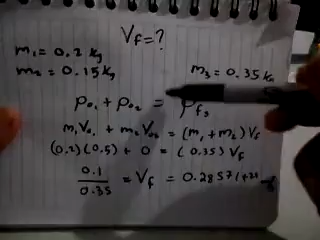 Vf = ?
m₁ = 0.2 kg
m₂ = 0.15 kg
m₃ = 0.35 kg
Po₁ + Po₂ = Pf₃
m₁Vo₁ + m₂Vo₂ = (m₁ + m₂) Vf
(0.2)(0.5) + 0 = (0.35) Vf
0.1/0.35 = Vf = 0.2857